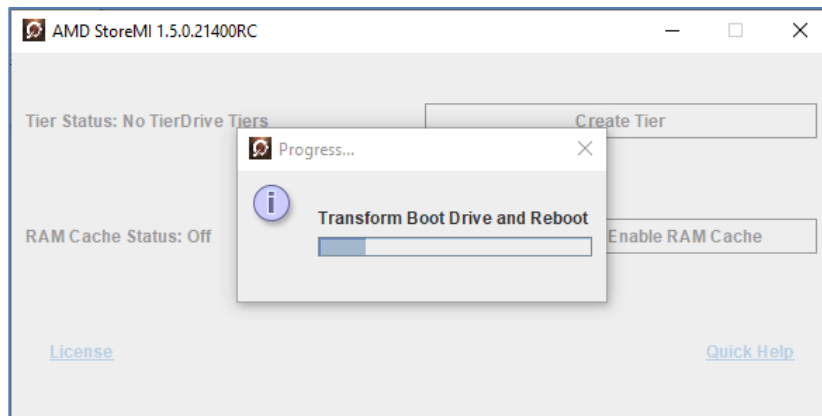 AMD StoreMI 1.5.0.21400RC
Tier Status: No TierDrive Tiers
Create Tier
Progress...
Transform Boot Drive and Reboot
RAM Cache Status: Off
Enable RAM Cache
License
Quick Help